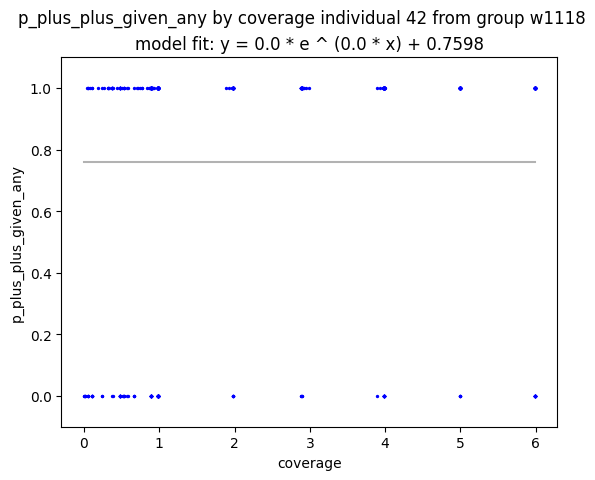 p_plus_plus_given_any by coverage individual 42 from group w1118
model fit: y = 0.0 * e ^ (0.0 * x) + 0.7598
p_plus_plus_given_any
1.0
0.8
0.6
0.4
0.2
0.0
0 1 2 3 4 5 6
coverage